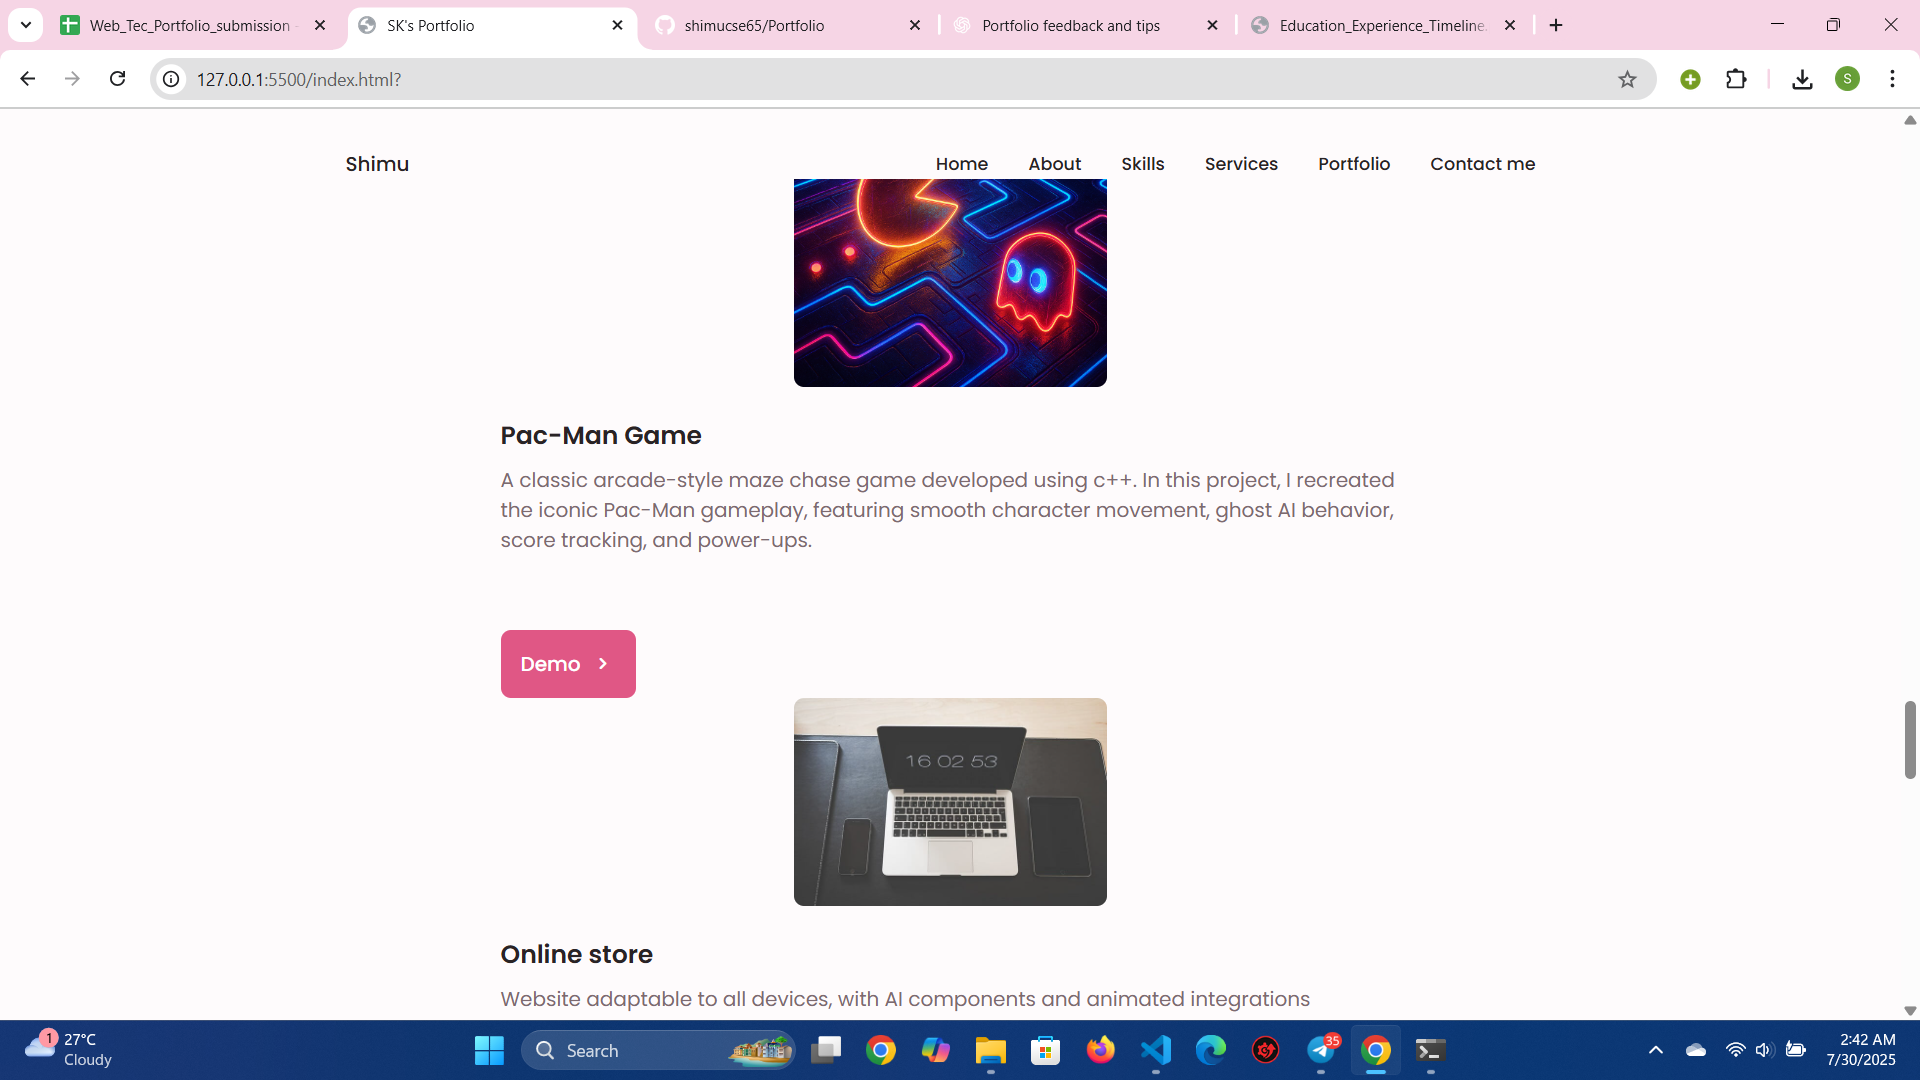 Web_Tec_Portfolio_submission -
SK's Portfolio
shimucse65/Portfolio
Portfolio feedback and tips
Education_Experience_Timeline.
127.0.0.1:5500/index.html?
S
Shimu
Home
About
Skills
Services
Portfolio
Contact me
Pac-Man Game
A classic arcade-style maze chase game developed using c++. In this project, I recreated
the iconic Pac-Man gameplay, featuring smooth character movement, ghost AI behavior,
score tracking, and power-ups.
Demo
16 02 53
Online store
Website adaptable to all devices, with AI components and animated integrations
1
27°C
Cloudy
Search
35
2:42 AM
7/30/2025